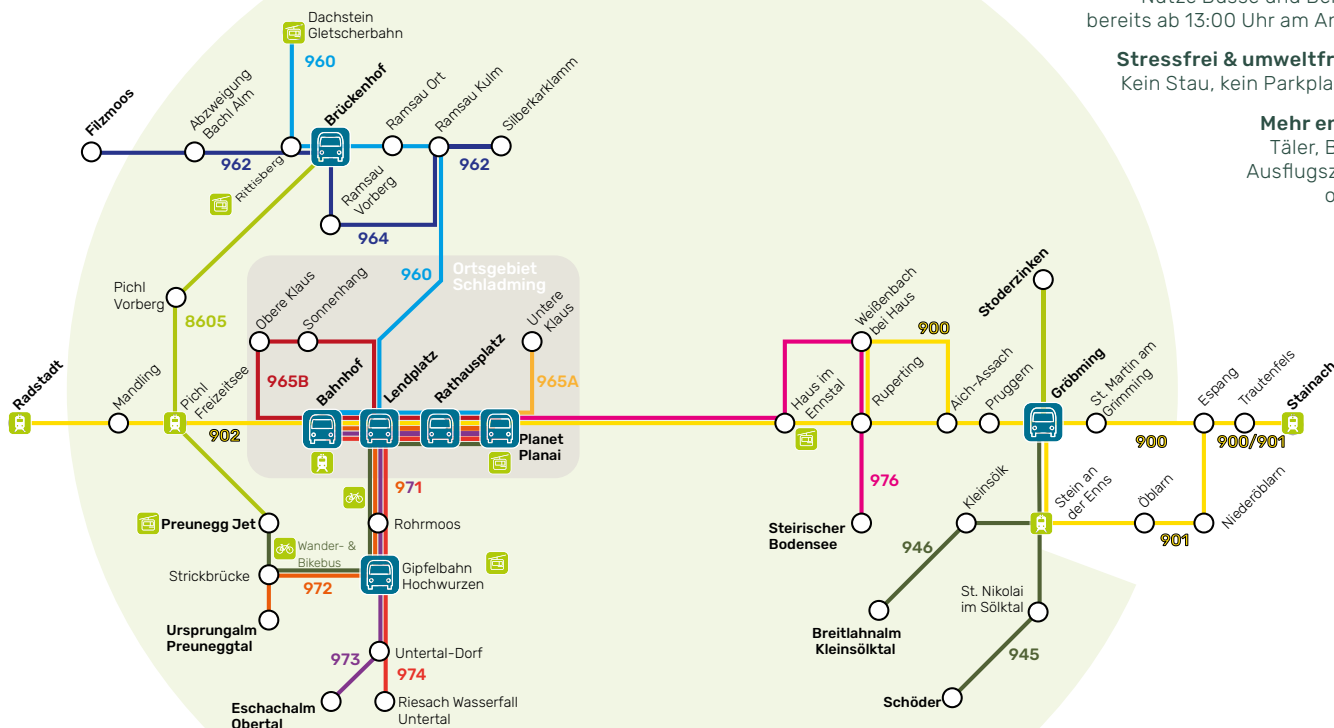 Nutze Busse und Be
bereits ab 13:00 Uhr am An
Stressfrei & umweltfr
Kein Stau, kein Parkpla
Mehr er
Täler, B
Ausflugsz
o
Dachstein
Gletscherbahn
960
Filzmoos
Abzweigung
Bachl Alm
Brückenhof
Ramsau Ort
Ramsau Kulm
Silberkarklamm
962
962
Rittisberg
Ramsau
Vorberg
964
960
Ortsgebiet
Schladming
Pichl
Vorberg
8605
Obere Klaus
Sonnenhang
Untere
Klaus
965B
965A
Radstadt
Mandling
Pichl
Freizeitsee
902
Bahnhof
Lendplatz
Rathausplatz
Planet
Planai
Haus im
Ennstal
Weißenbach
bei Haus
900
Ruperting
Aich-Assach
Pruggern
Stoderzinken
Gröbming
St. Martin am
Grimming
900
Espang
Trautenfels
900/901
Stainach
971
976
Steirischer
Bodensee
Kleinsölk
Stein an
der Enns
Öblarn
901
Niederöblarn
Preunegg Jet
Rohrmoos
Wander- &
Bikebus
Strickbrücke
972
Gipfelbahn
Hochwurzen
Ursprungalm
Preuneggtal
946
Breitlahnalm
Kleinsölktal
St. Nikolai
im Sölktal
945
Schöder
Untertal-Dorf
973
974
Eschachalm
Obertal
Riesach Wasserfall
Untertal